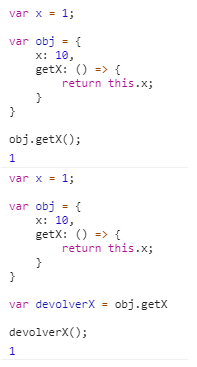 var x = 1;
var obj = {
    x: 10,
    getX: () => {
        return this.x;
    }
}
obj.getX();
1
var x = 1;
var obj = {
    x: 10,
    getX: () => {
        return this.x;
    }
}
var devolverX = obj.getX
devolverX();
1